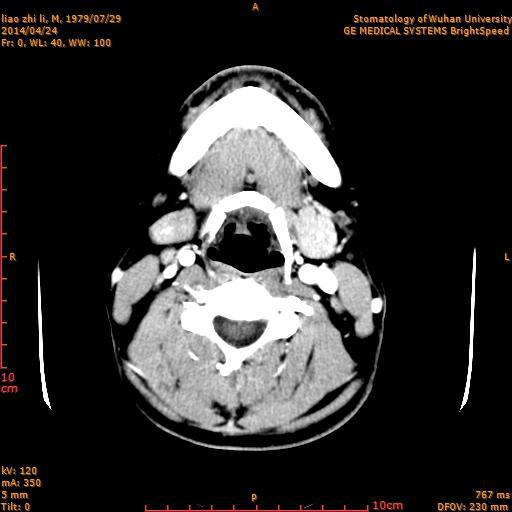 A
liao zhi li, M, 1979/07/29
2014/04/24
Fr: 0, WL: 40, WW: 100
Stomatology of Wuhan University
GE MEDICAL SYSTEMS BrightSpeed
R
L
10
cm
kV: 120
mA: 350
5 mm
Tilt: 0
P
10cm
767 ms
DFOV: 230 mm